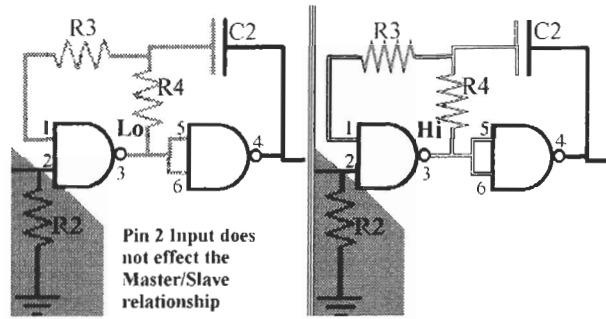 R3
C2
R4
Lo
1
2
3
5
6
4
R2
Pin 2 Input does
not effect the
Master/Slave
relationship
R3
C2
R4
Hi
1
2
3
5
6
4
R2